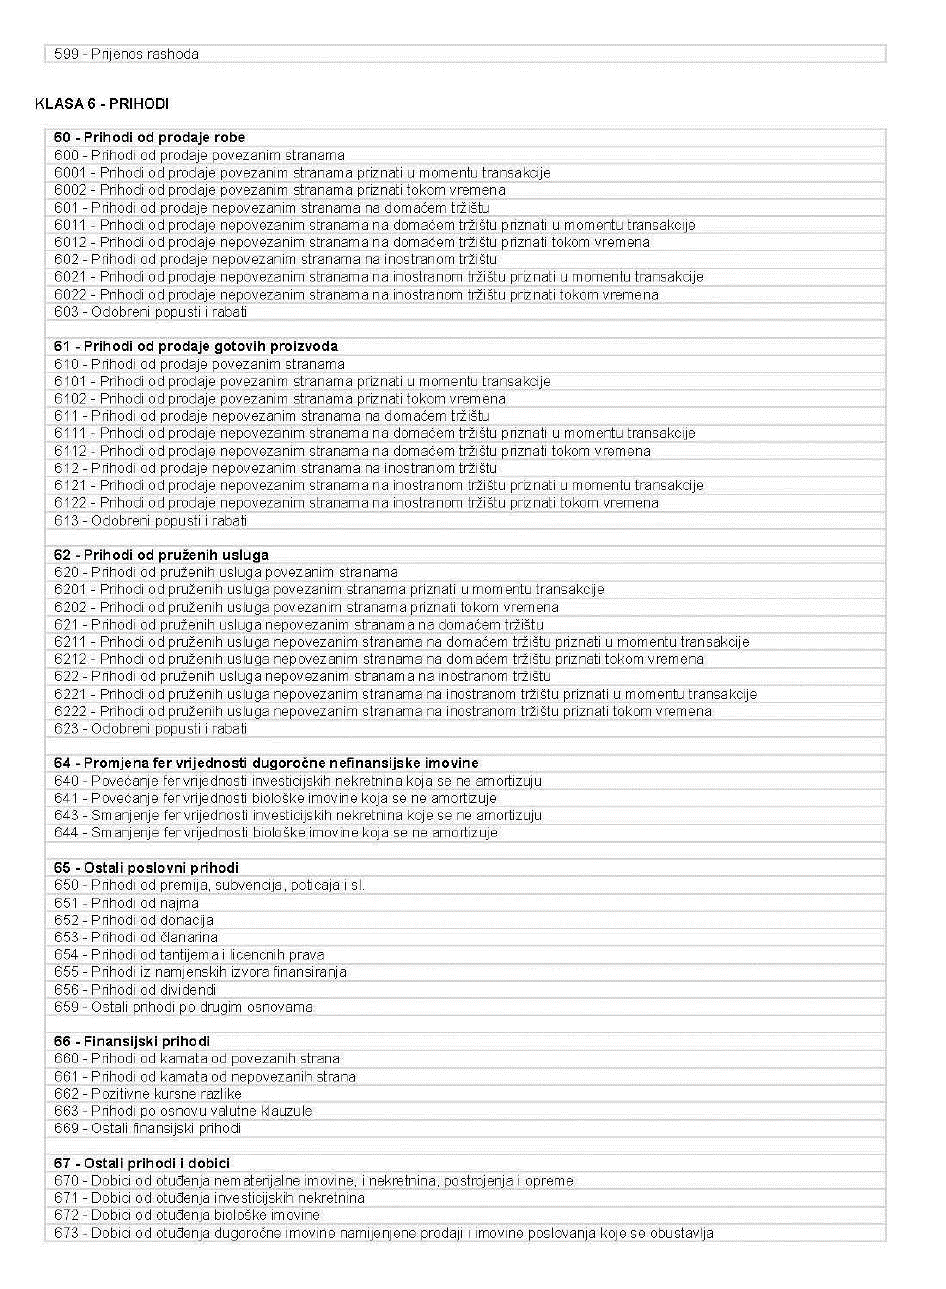 599 - Prijenos rashoda
KLASA 6 - PRIHODI
60 - Prihodi od prodaje robe
600 - Prihodi od prodaje povezanim stranama
6001 - Prihodi od prodaje povezanim stranama priznati u momentu transakcije
6002 - Prihodi od prodaje povezanim stranama priznati tokom vremena
601 - Prihodi od prodaje nepovezanim stranama na domaćem tržištu
6011 - Prihodi od prodaje nepovezanim stranama na domaćem tržištu priznati u momentu transakcije
6012 - Prihodi od prodaje nepovezanim stranama na domaćem tržištu priznati tokom vremena
602 - Prihodi od prodaje nepovezanim stranama na inostranom tržištu
6021 - Prihodi od prodaje nepovezanim stranama na inostranom tržištu priznati u momentu transakcije
6022 - Prihodi od prodaje nepovezanim stranama na inostranom tržištu priznati tokom vremena
603 - Odobreni popusti i rabati
61 - Prihodi od prodaje gotovih proizvoda
610 - Prihodi od prodaje povezanim stranama
6101 - Prihodi od prodaje povezanim stranama priznati u momentu transakcije
6102 - Prihodi od prodaje povezanim stranama priznati tokom vremena
611 - Prihodi od prodaje nepovezanim stranama na domaćem tržištu
6111 - Prihodi od prodaje nepovezanim stranama na domaćem tržištu priznati u momentu transakcije
6112 - Prihodi od prodaje nepovezanim stranama na domaćem tržištu priznati tokom vremena
612 - Prihodi od prodaje nepovezanim stranama na inostranom tržištu
6121 - Prihodi od prodaje nepovezanim stranama na inostranom tržištu priznati u momentu transakcije
6122 - Prihodi od prodaje nepovezanim stranama na inostranom tržištu priznati tokom vremena
613 - Odobreni popusti i rabati
62 - Prihodi od pruženih usluga
620 - Prihodi od pruženih usluga povezanim stranama
6201 - Prihodi od pruženih usluga povezanim stranama priznati u momentu transakcije
6202 - Prihodi od pruženih usluga povezanim stranama priznati tokom vremena
621 - Prihodi od pruženih usluga nepovezanim stranama na domaćem tržištu
6211 - Prihodi od pruženih usluga nepovezanim stranama na domaćem tržištu priznati u momentu transakcije
6212 - Prihodi od pruženih usluga nepovezanim stranama na domaćem tržištu priznati tokom vremena
622 - Prihodi od pruženih usluga nepovezanim stranama na inostranom tržištu
6221 - Prihodi od pruženih usluga nepovezanim stranama na inostranom tržištu priznati u momentu transakcije
6222 - Prihodi od pruženih usluga nepovezanim stranama na inostranom tržištu priznati tokom vremena
623 - Odobreni popusti i rabati
64 - Promjena fer vrijednosti dugoročne nefinansijske imovine
640 - Povećanje fer vrijednosti investicijskih nekretnina koja se ne amortizuju
641 - Povećanje fer vrijednosti biološke imovine koja se ne amortizuje
643 - Smanjenje fer vrijednosti investicijskih nekretnina koje se ne amortizuju
644 - Smanjenje fer vrijednosti biološke imovine koja se ne amortizuje
65 - Ostali poslovni prihodi
650 - Prihodi od premija, subvencija, poticaja i sl.
651 - Prihodi od najma
652 - Prihodi od donacija
653 - Prihodi od članarina
654 - Prihodi od tantijema i licencnih prava
655 - Prihodi iz namjenskih izvora finansiranja
656 - Prihodi od dividendi
659 - Ostali prihodi po drugim osnovama
66 - Finansijski prihodi
660 - Prihodi od kamata od povezanih strana
661 - Prihodi od kamata od nepovezanih strana
662 - Pozitivne kursne razlike
663 - Prihodi po osnovu valutne klauzule
669 - Ostali finansijski prihodi
67 - Ostali prihodi i dobici
670 - Dobici od otuđenja nematerijalne imovine, i nekretnina, postrojenja i opreme
671 - Dobici od otuđenja investicijskih nekretnina
672 - Dobici od otuđenja biološke imovine
673 - Dobici od otuđenja dugoročne imovine namijenjene prodaji i imovine poslovanja koje se obustavlja